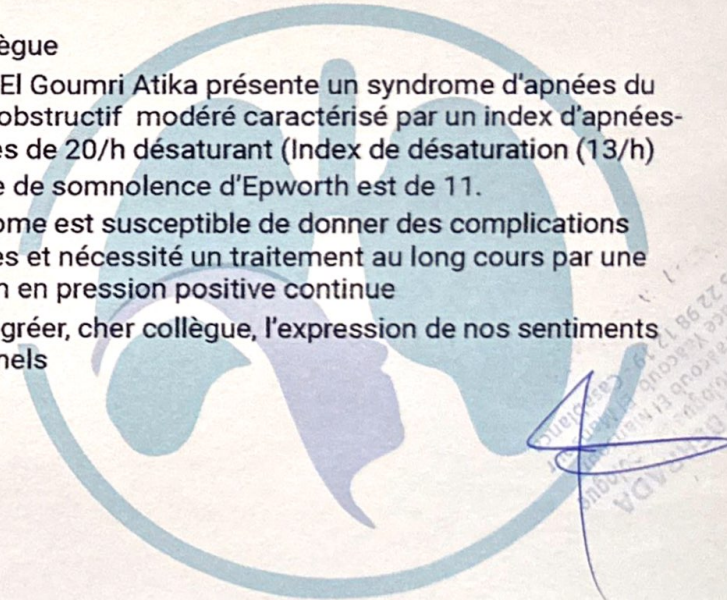 ègue
El Goumri Atika présente un syndrome d'apnées du
obstructif modéré caractérisé par un index d'apnées-
es de 20/h désaturant (Index de désaturation (13/h)
e de somnolence d'Epworth est de 11.
ome est susceptible de donner des complications
es et nécessité un traitement au long cours par une
n en pression positive continue
gréer, cher collègue, l'expression de nos sentiments
nels